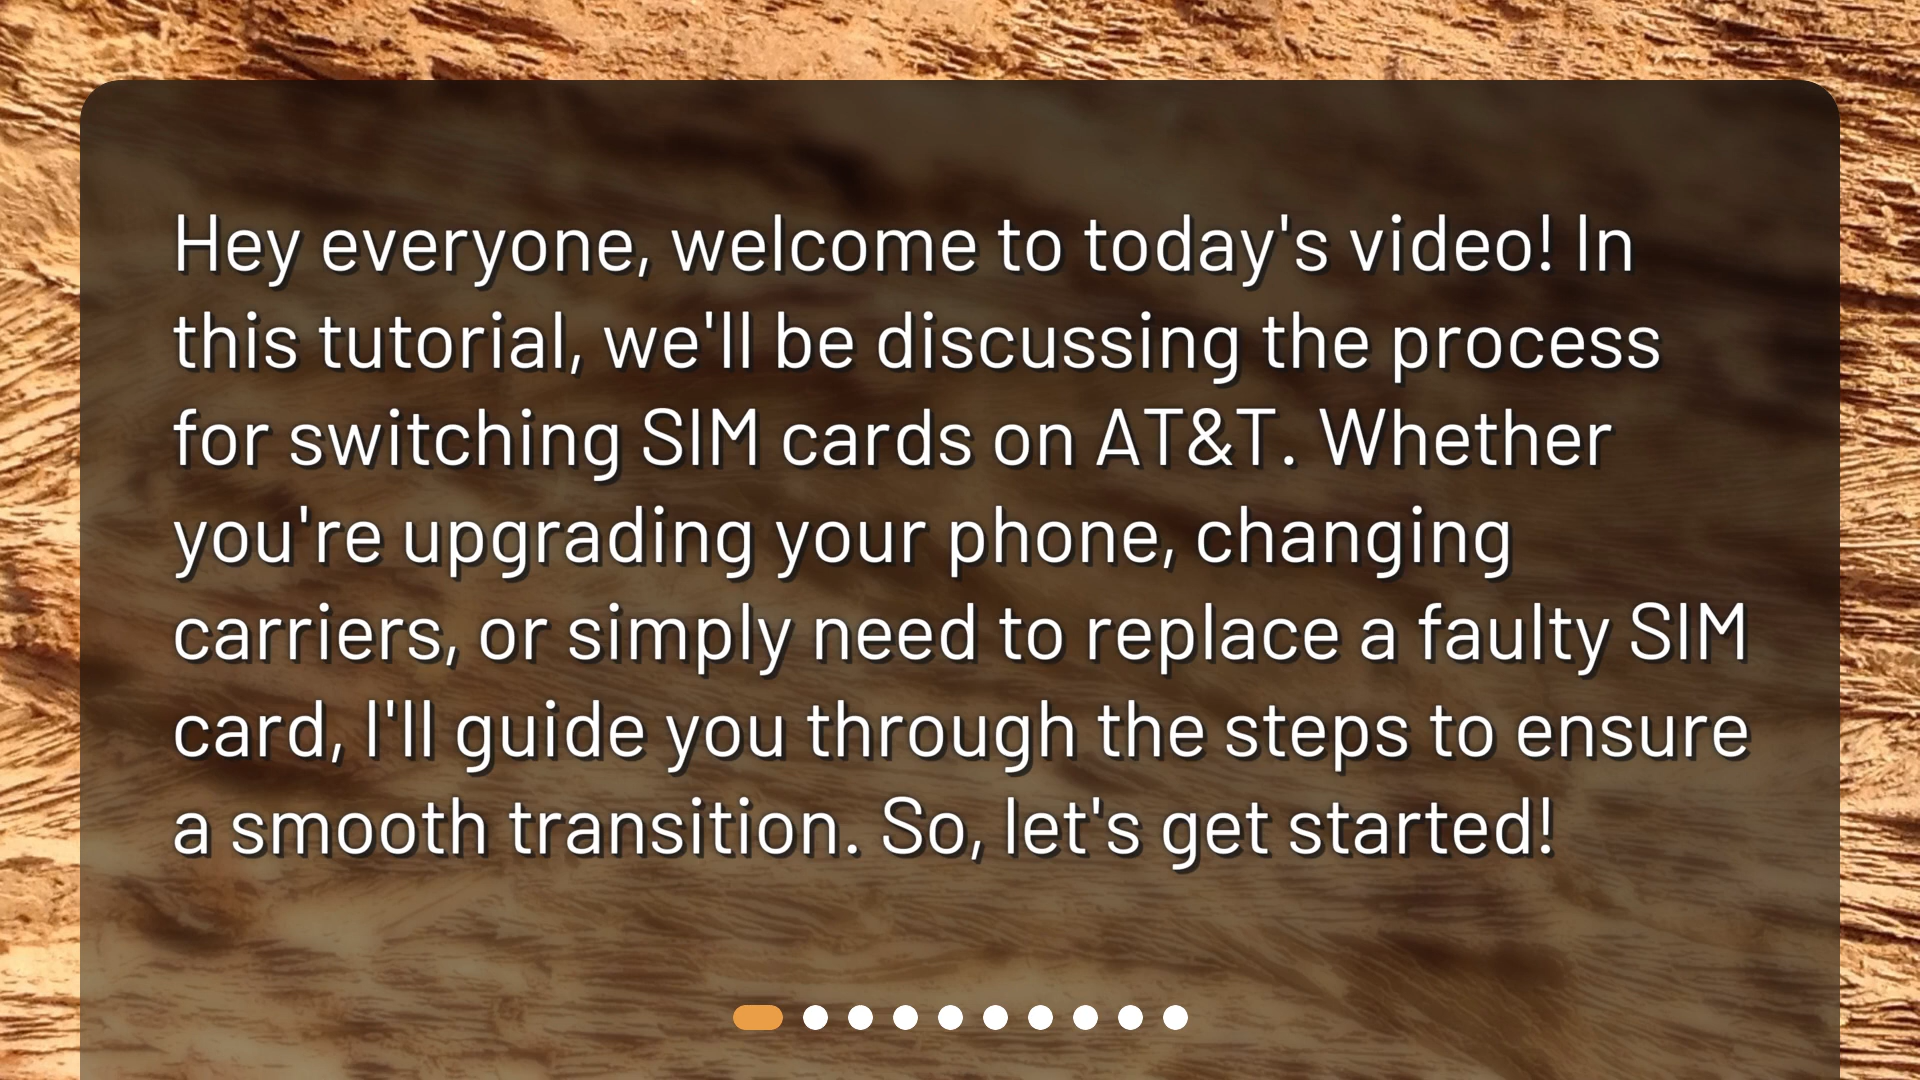 Hey everyone, welcome to today's video! In
this tutorial, we'll be discussing the process
for switching SIM cards on AT&T. Whether
you're upgrading your phone, changing
carriers, or simply need to replace a faulty SIM
card, I'll guide you through the steps to ensure
a smooth transition. So, let's get started!